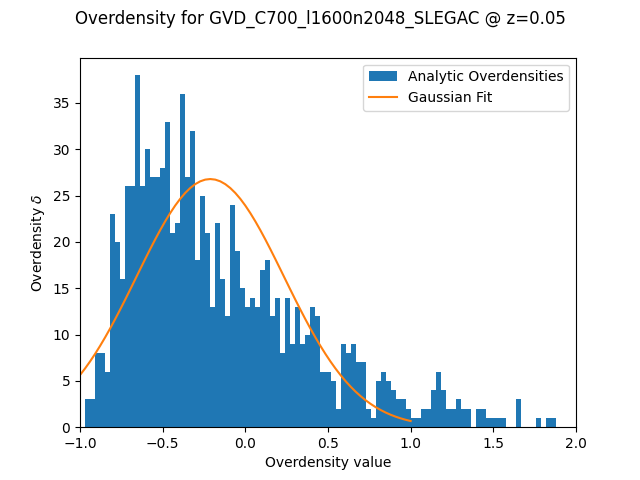 Overdensity for GVD_C700_l1600n2048_SLEGAC @ z=0.05
Analytic Overdensities
Gaussian Fit
Overdensity δ
35
30
25
20
15
10
5
0
−1.0 −0.5 0.0 0.5 1.0 1.5 2.0
Overdensity value